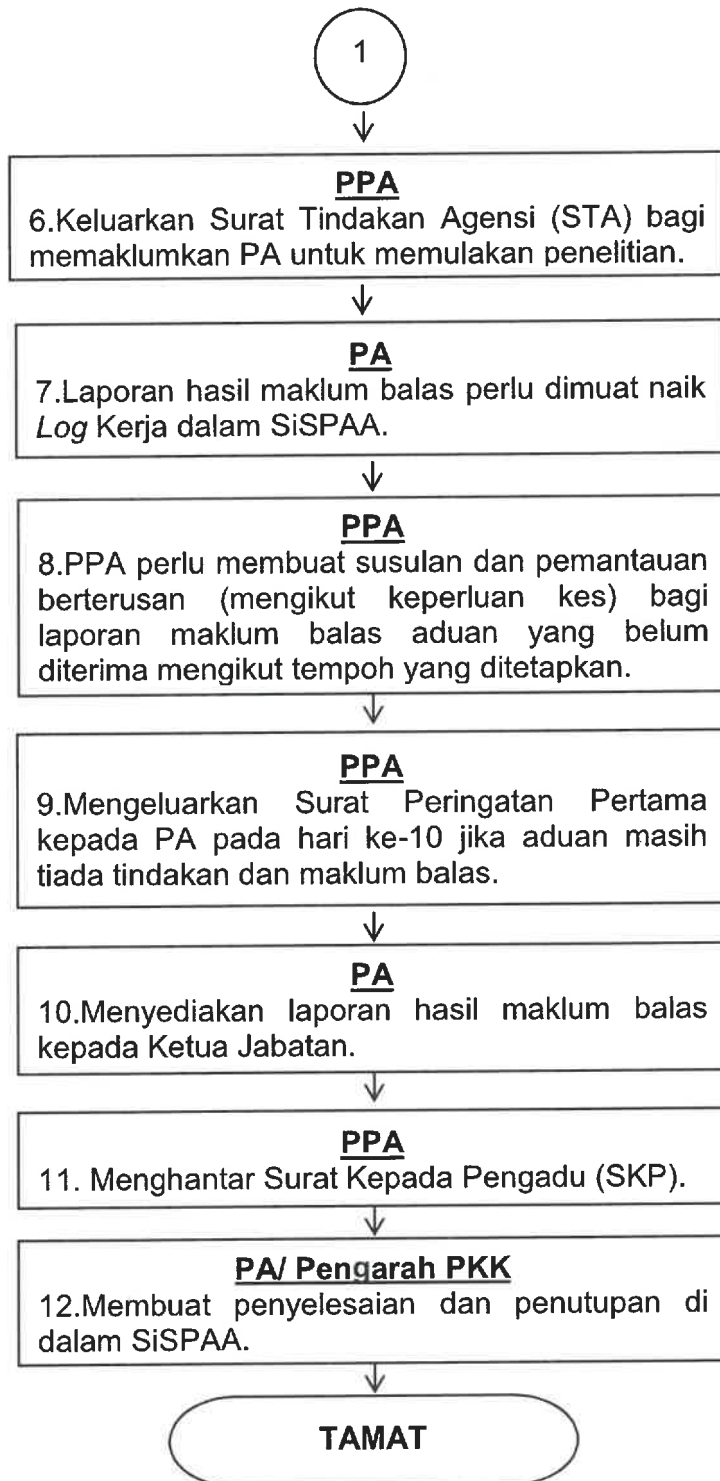 1
PPA
6.Keluarkan Surat Tindakan Agensi (STA) bagi
memaklumkan PA untuk memulakan penelitian.
PA
7.Laporan hasil maklum balas perlu dimuat naik
Log Kerja dalam SiSPAA.
PPA
8.PPA perlu membuat susulan dan pemantauan
berterusan (mengikut keperluan kes) bagi
laporan maklum balas aduan yang belum
diterima mengikut tempoh yang ditetapkan.
PPA
9.Mengeluarkan Surat Peringatan Pertama
kepada PA pada hari ke-10 jika aduan masih
tiada tindakan dan maklum balas.
PA
10.Menyediakan laporan hasil maklum balas
kepada Ketua Jabatan.
PPA
11. Menghantar Surat Kepada Pengadu (SKP).
PA/ Pengarah PKK
12.Membuat penyelesaian dan penutupan di
dalam SiSPAA.
TAMAT